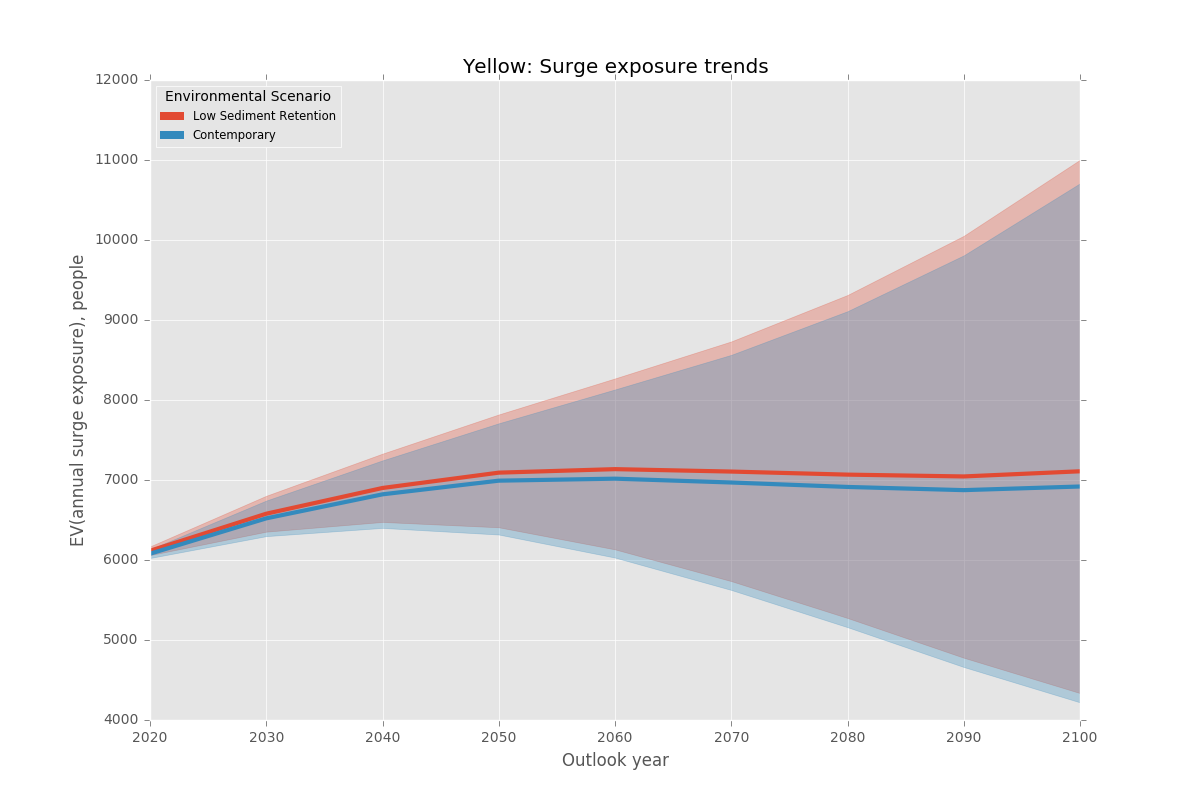 Yellow: Surge exposure trends
12000
11000
10000
9000
8000
7000
6000
5000
4000
EV(annual surge exposure), people
Environmental Scenario
Low Sediment Retention
Contemporary
2020 2030 2040 2050 2060 2070 2080 2090 2100
Outlook year